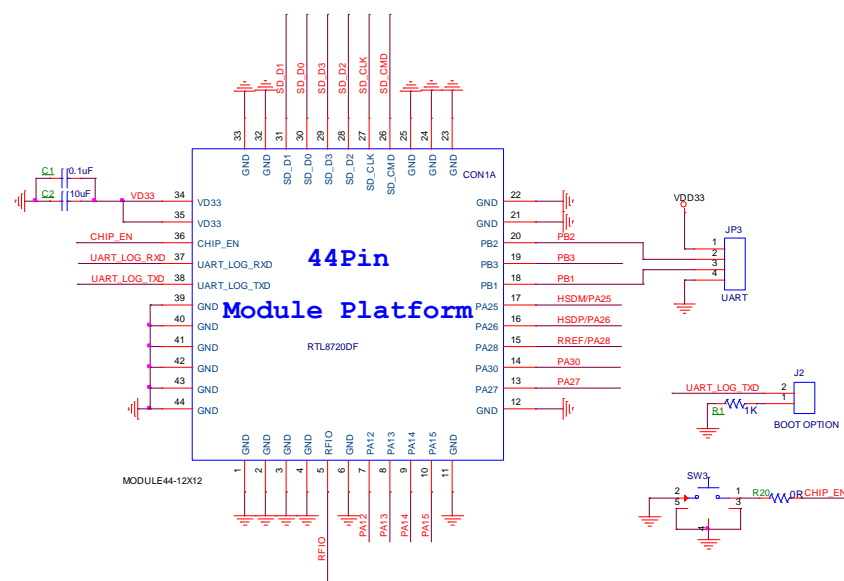 SD_D1
SD_D0
SD_D3
SD_D2
SD_CLK
SD_CMD
33
32
31
30
29
28
27
26
25
24
23
GND
GND
SD_D1
SD_D0
SD_D3
SD_D2
SD_CLK
SD_CMD
GND
GND
GND
CON1A
C1 0.1uF
C2 10uF
VD33 34 VD33
35 VD33
CHIP_EN 36 CHIP_EN
UART_LOG_RXD 37 UART_LOG_RXD
UART_LOG_TXD 38 UART_LOG_TXD
39 GND
40 GND
41 GND
42 GND
43 GND
44 GND
44Pin
Module Platform
RTL8720DF
GND 22
GND 21
PB2 20 PB2
PB3 19 PB3
PB1 18 PB1
PA25 17 HSDM/PA25
PA26 16 HSDP/PA26
PA28 15 RREF/PA28
PA30 14 PA30
PA27 13 PA27
GND 12
VDD33
JP3
1
2
3
4
UART
J2
UART_LOG_TXD 2
1
R1 1K
BOOT OPTION
GND
GND
GND
GND
RFIO
GND
PA12
PA13
PA14
PA15
GND
MODULE44-12X12
1
2
3
4
5
6
7
8
9
10
11
RFIO
PA12
PA13
PA14
PA15
SW3
2 1 R20 0R CHIP_EN
5 3
4